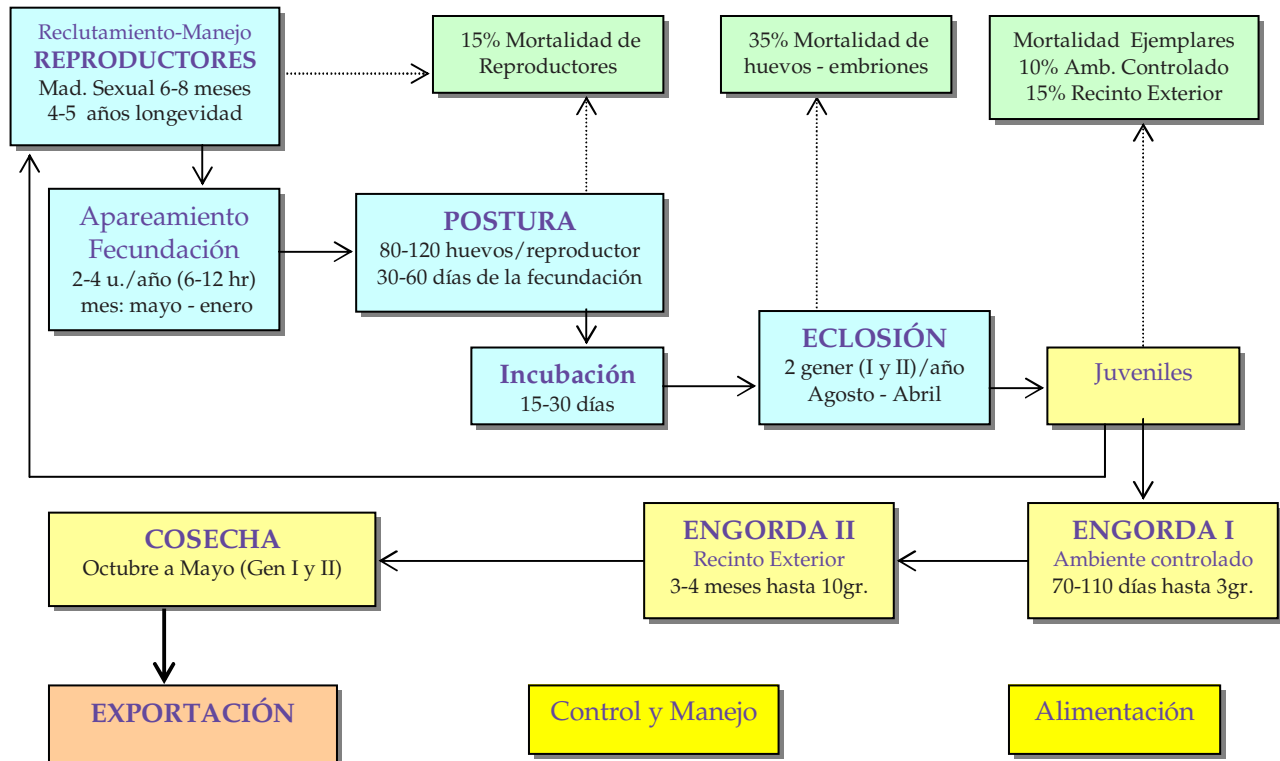 Reclutamiento-Manejo
REPRODUCTORES
Mad. Sexual 6-8 meses
4-5 años longevidad
15% Mortalidad de
Reproductores
35% Mortalidad de
huevos - embriones
Mortalidad Ejemplares
10% Amb. Controlado
15% Recinto Exterior
Apareamiento
Fecundación
2-4 u./año (6-12 hr)
mes: mayo - enero
POSTURA
80-120 huevos/reproductor
30-60 días de la fecundación
Incubación
15-30 días
ECLOSIÓN
2 gener (I y II)/año
Agosto - Abril
Juveniles
COSECHA
Octubre a Mayo (Gen I y II)
ENGORDA II
Recinto Exterior
3-4 meses hasta 10gr.
ENGORDA I
Ambiente controlado
70-110 días hasta 3gr.
EXPORTACIÓN
Control y Manejo
Alimentación